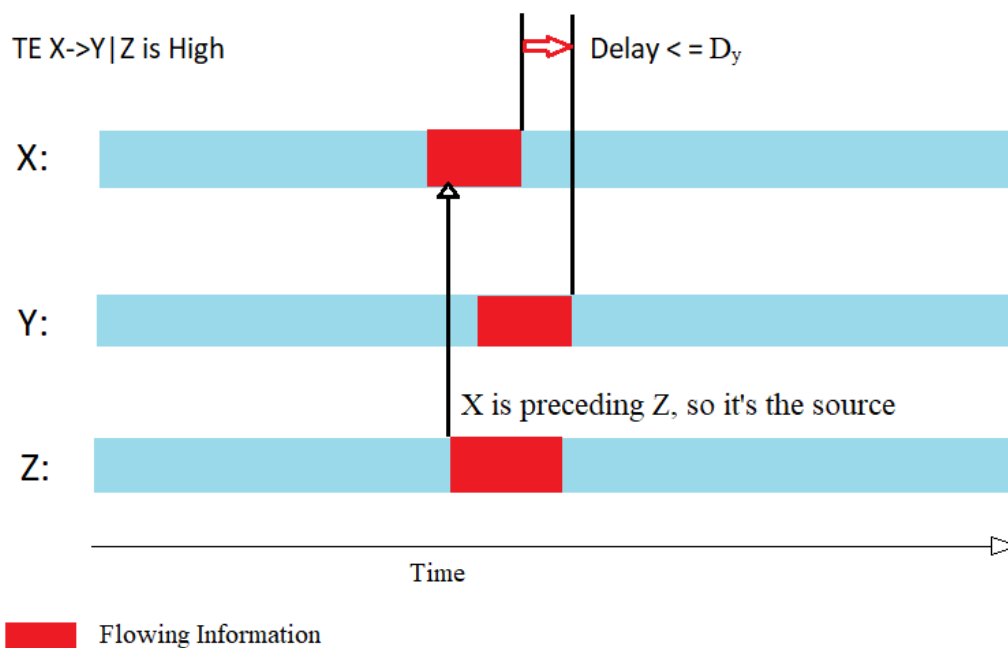 TE X->Y|Z is High
Delay < = Dy
X:
Y:
X is preceding Z, so it's the source
Z:
Time
Flowing Information